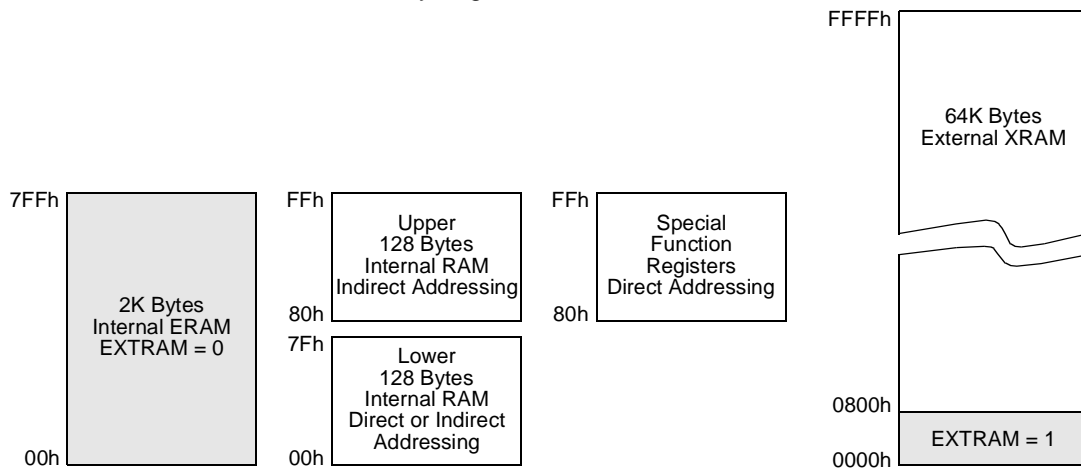 FFFFh
64K Bytes
External XRAM
7FFh
2K Bytes
Internal ERAM
EXTRAM = 0
00h
FFh
Upper
128 Bytes
Internal RAM
Indirect Addressing
80h
7Fh
Lower
128 Bytes
Internal RAM
Direct or Indirect
Addressing
00h
FFh
Special
Function
Registers
Direct Addressing
80h
0800h
EXTRAM = 1
0000h